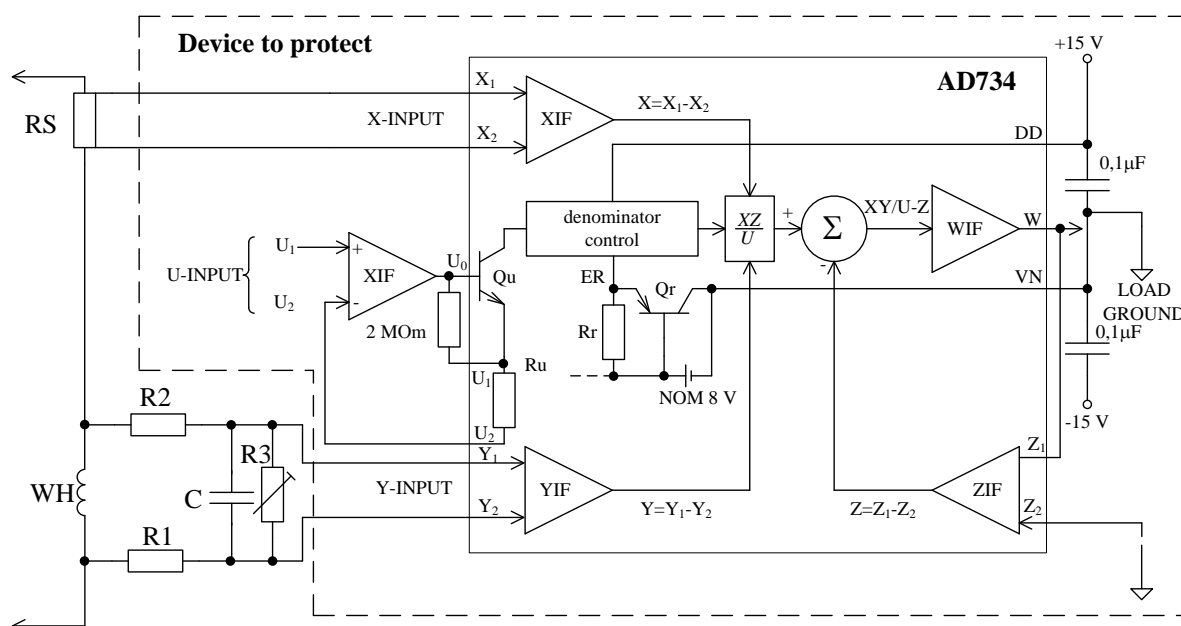 Device to protect
+15 V
AD734
RS
X-INPUT
X₁
X₂
XIF
X=X₁-X₂
DD
0,1µF
denominator
control
XZ
U
+
Σ
-
XY/U-Z
WIF
W
U-INPUT
U₁
U₂
+
-
XIF
U₀
Qu
2 MOm
ER
Qr
Rr
VN
LOAD
GROUND
0,1µF
Ru
U₁
U₂
NOM 8 V
-15 V
R2
R3
WH
C
R1
Y-INPUT
Y₁
Y₂
YIF
Y=Y₁-Y₂
Z=Z₁-Z₂
ZIF
Z₁
Z₂